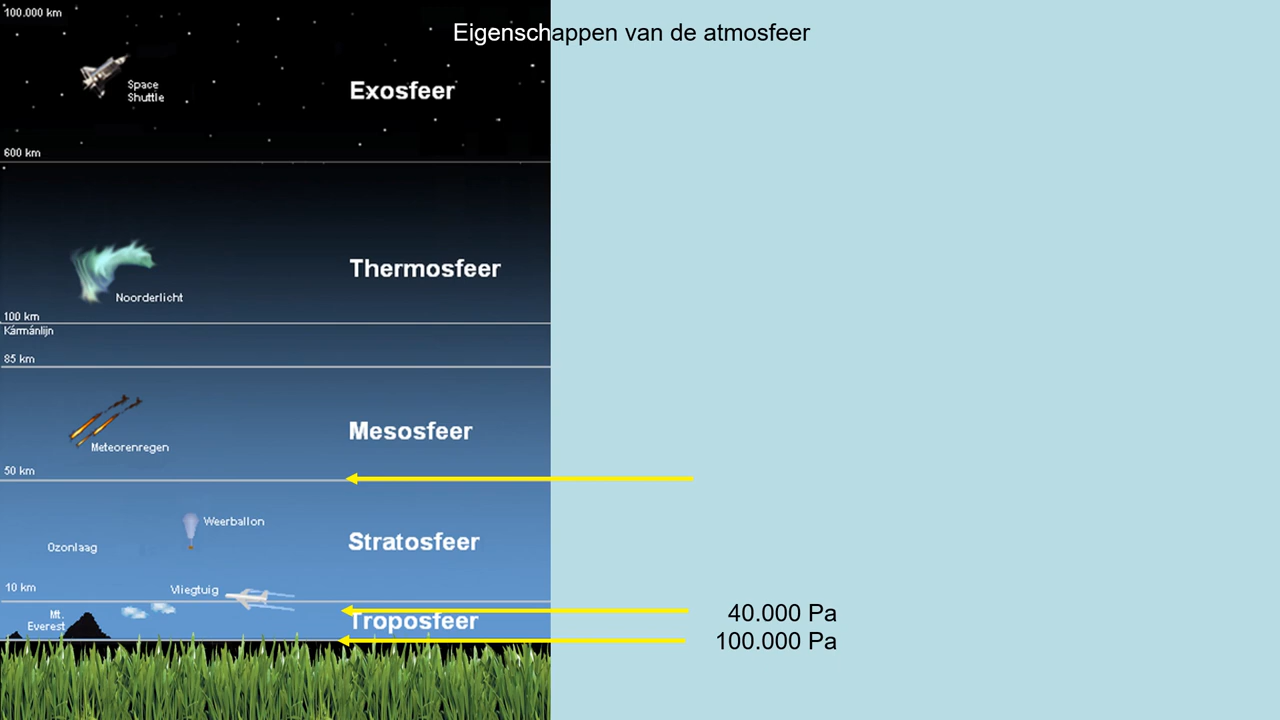 Eigenschappen van de atmosfeer
100.000 km
Space
Shuttle
Exosfeer
600 km
Thermosfeer
Noorderlicht
100 km
Kármánlijn
85 km
Mesosfeer
Meteorenregen
50 km
Weerballon
Stratosfeer
Ozonlaag
10 km
Vliegtuig
Mt.
Everest
Troposfeer
40.000 Pa
100.000 Pa